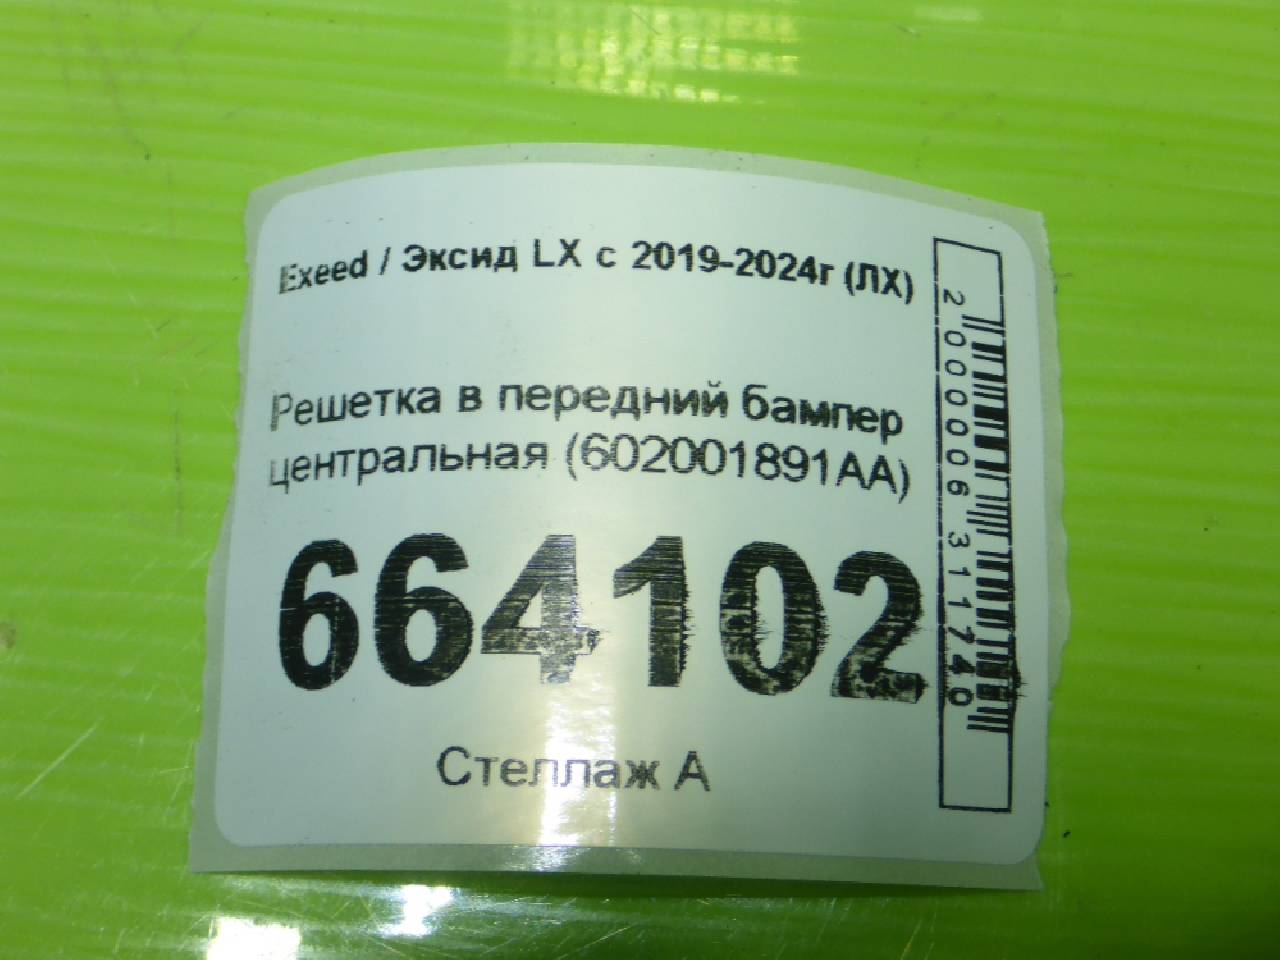 Exeed / Эксид LX с 2019-2024г (ЛХ)
Решетка в передний бампер
центральная (602001891AA)
664102
Стеллаж А
2000006311740